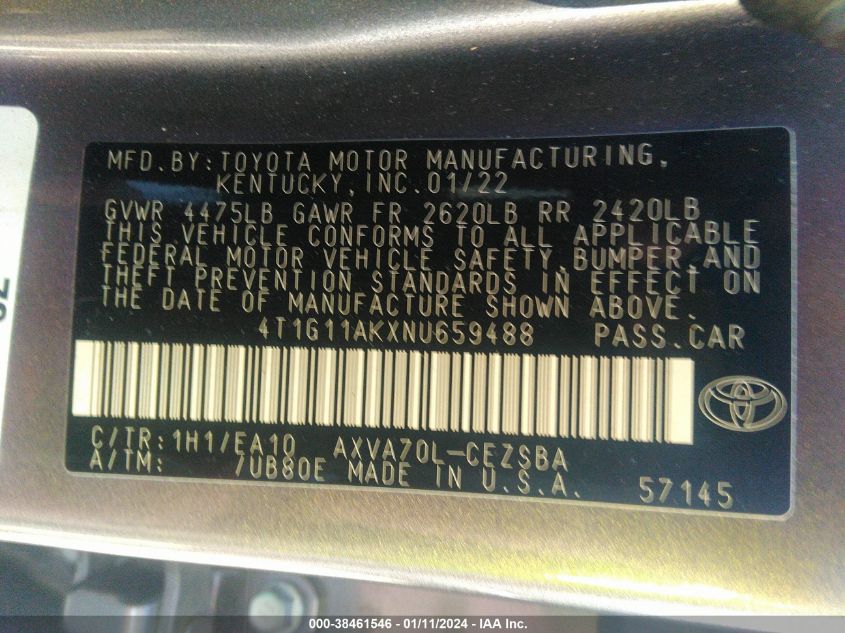 MFD.BY:TOYOTA MOTOR MANUFACTURING,
KENTUCKY,INC.01/22
GVWR 4475LB GAWR FR 2620LB RR 2420LB
THIS VEHICLE CONFORMS TO ALL APPLICABLE
FEDERAL MOTOR VEHICLE SAFETY,BUMPER,AND
THEFT PREVENTION STANDARDS IN EFFECT ON
THE DATE OF MANUFACTURE SHOWN ABOVE.
4T1G11AKXNU659488 PASS.CAR
C/TR:1H1/EA10 AXVA70L-CEZSBA
A/TM: 7UB80E MADE IN U.S.A. 57145
000-38461546 - 01/11/2024 - IAA Inc.